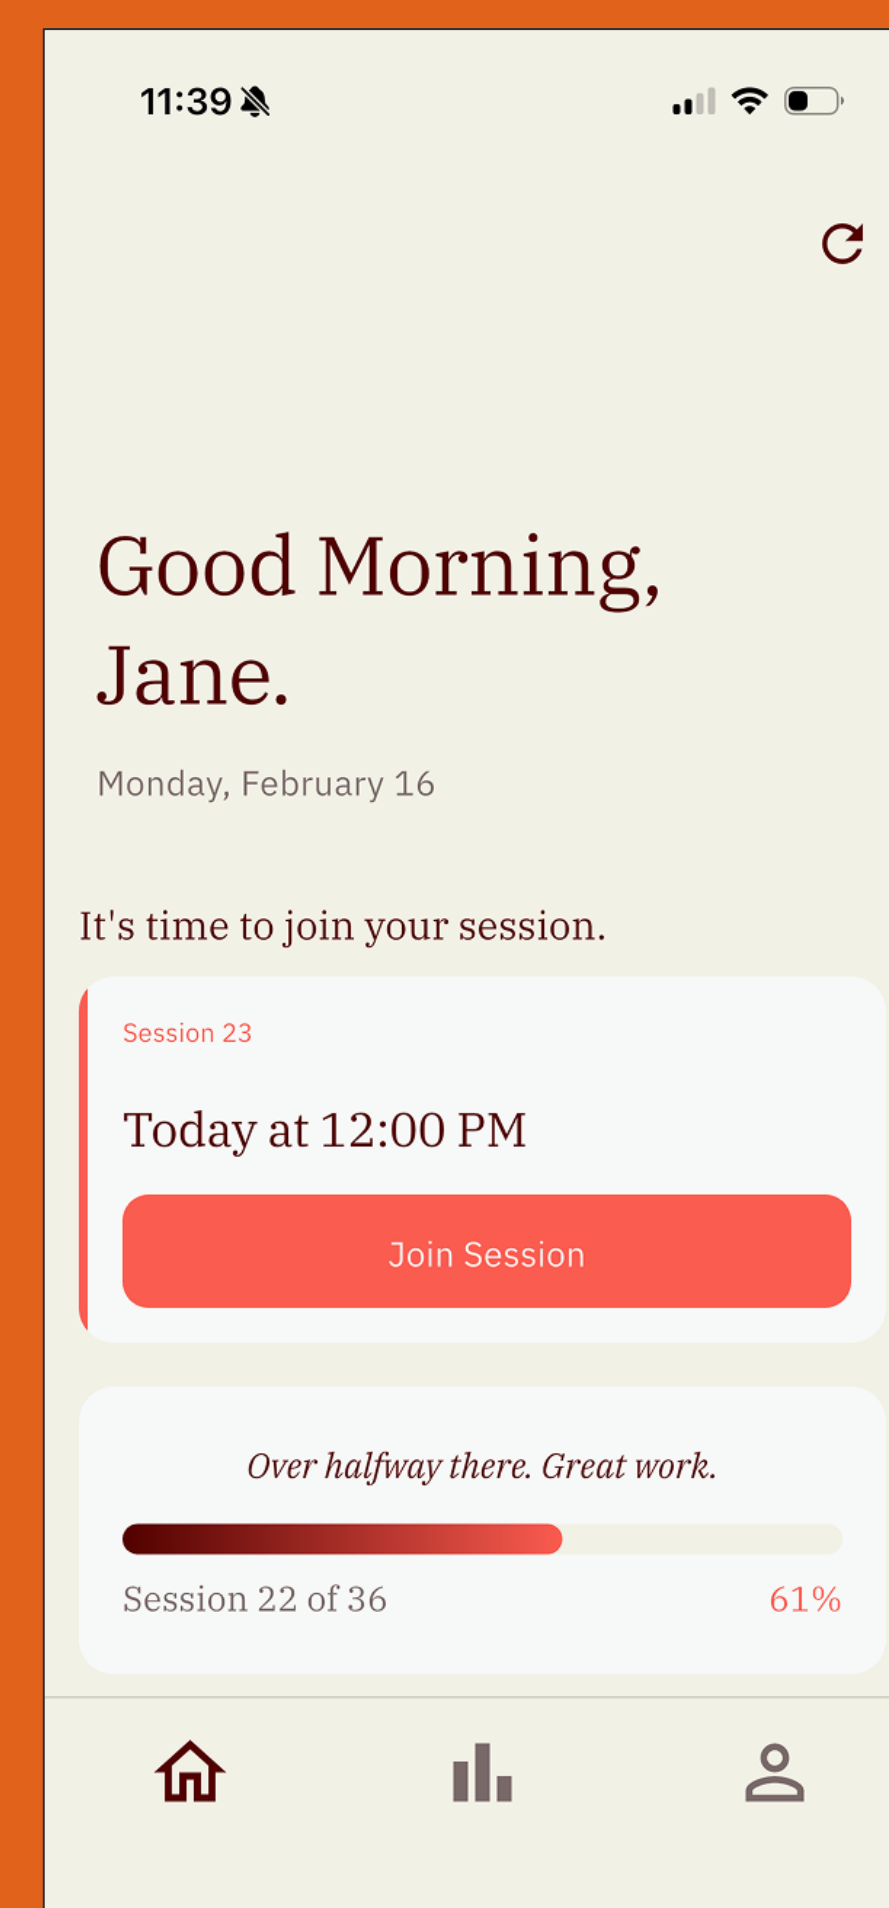 11:39
Good Morning,
Jane.
Monday, February 16
It's time to join your session.
Session 23
Today at 12:00 PM
Join Session
Over halfway there. Great work.
Session 22 of 36
61%